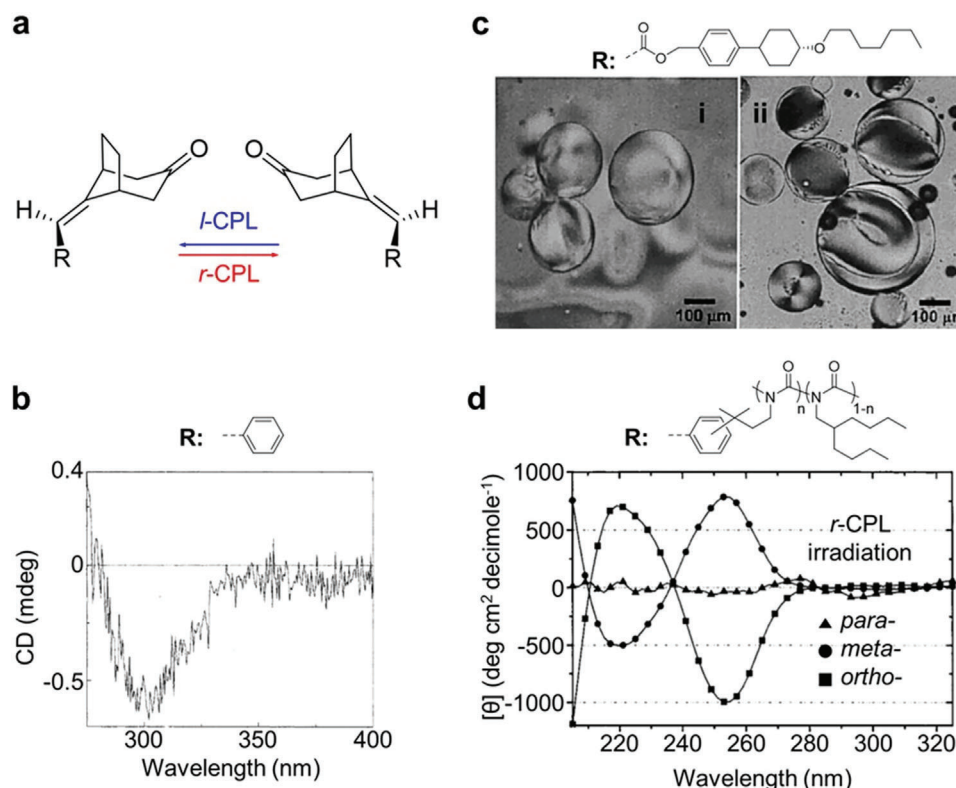 a
O
O
H
R
H
R
l-CPL
r-CPL
c
R:
O
O
O
i
ii
100 μm
100 μm
b
R:
0.4
0
-0.5
CD (mdeg)
300
350
400
Wavelength (nm)
d
O
O
N
N
n
1-n
R:
1000
500
0
-500
-1000
[θ] (deg cm² decimole⁻¹)
r-CPL
irradiation
para-
meta-
ortho-
220
240
260
280
300
320
Wavelength (nm)